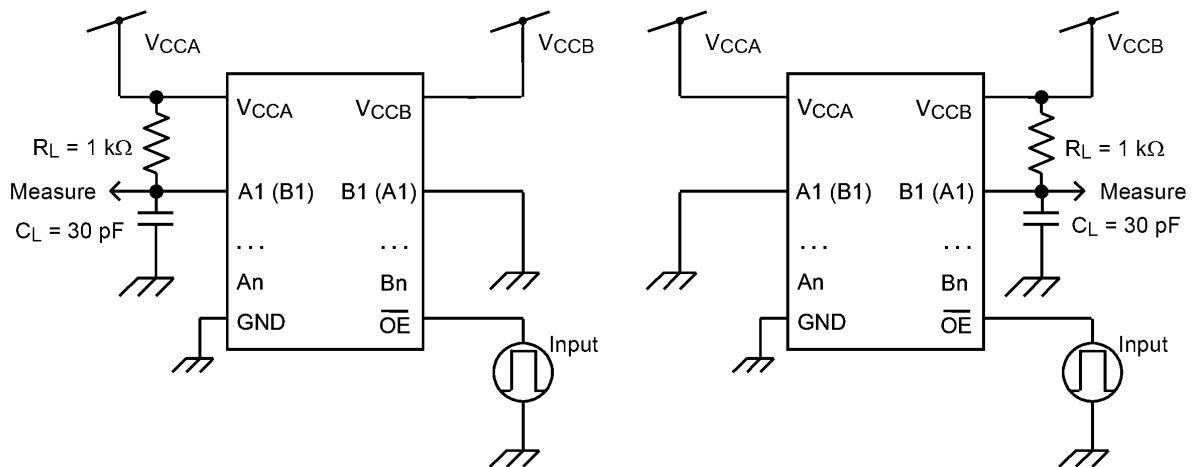 VCCA
VCCB
VCCA
VCCB
RL = 1 kΩ
Measure
A1 (B1)
B1 (A1)
CL = 30 pF
...
...
An
Bn
GND
OE
Input
VCCA
VCCB
VCCA
VCCB
RL = 1 kΩ
A1 (B1)
B1 (A1)
Measure
CL = 30 pF
...
...
An
Bn
GND
OE
Input